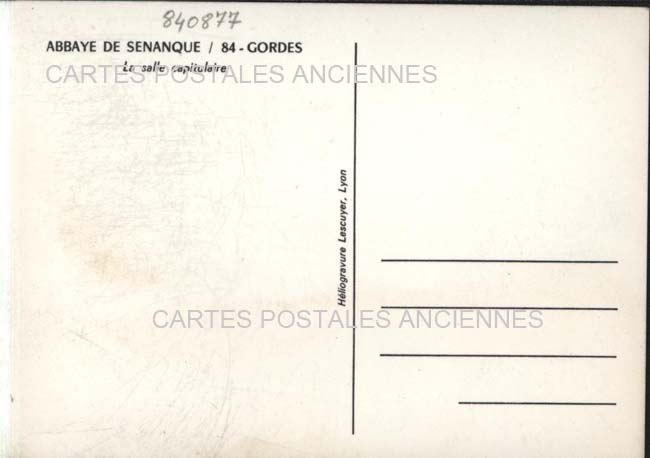 840877
ABBAYE DE SENANQUE / 84 - GORDES
La salle capitulaire
CARTES POSTALES ANCIENNES
Héliogravure Lescuyer, Lyon
CARTES POSTALES ANCIENNES